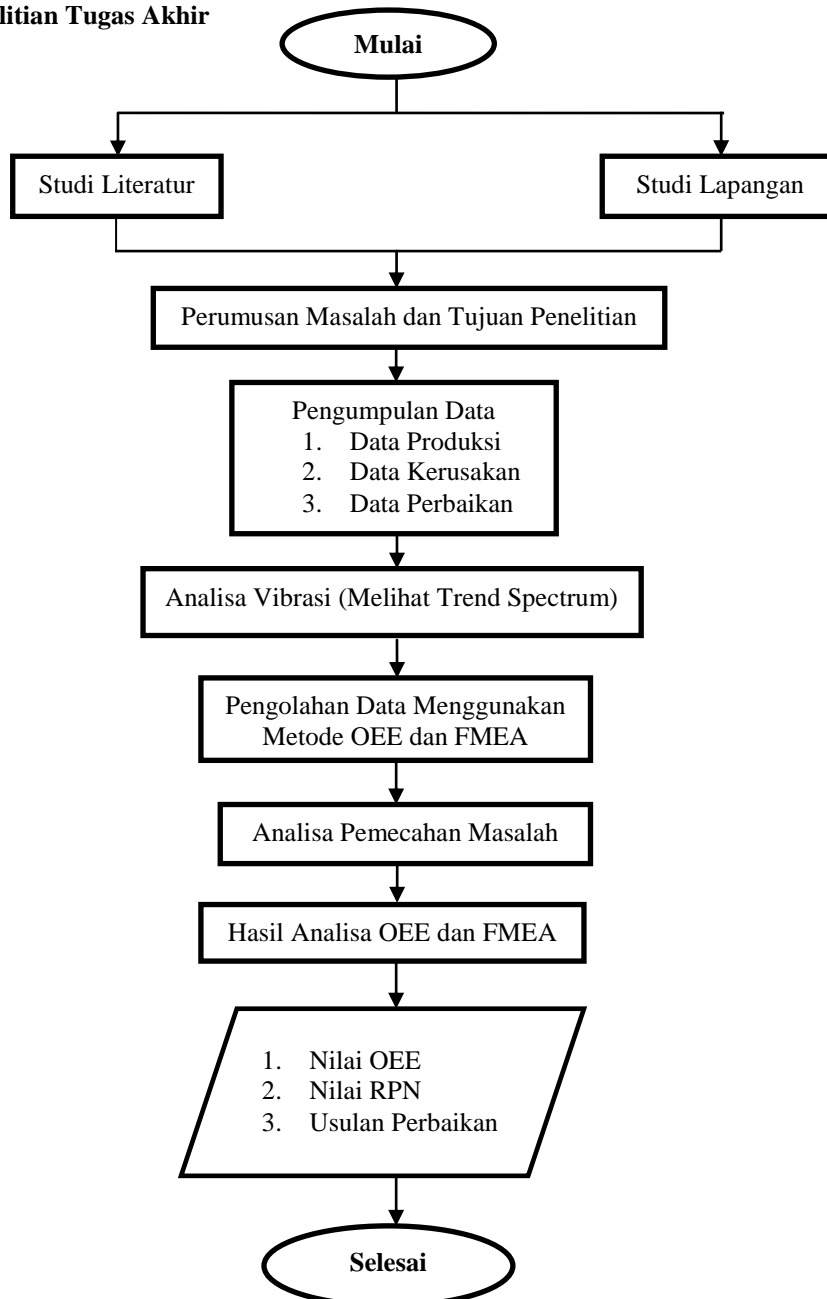 litian Tugas Akhir
Mulai
Studi Literatur
Studi Lapangan
Perumusan Masalah dan Tujuan Penelitian
Pengumpulan Data
1. Data Produksi
2. Data Kerusakan
3. Data Perbaikan
Analisa Vibrasi (Melihat Trend Spectrum)
Pengolahan Data Menggunakan
Metode OEE dan FMEA
Analisa Pemecahan Masalah
Hasil Analisa OEE dan FMEA
1. Nilai OEE
2. Nilai RPN
3. Usulan Perbaikan
Selesai